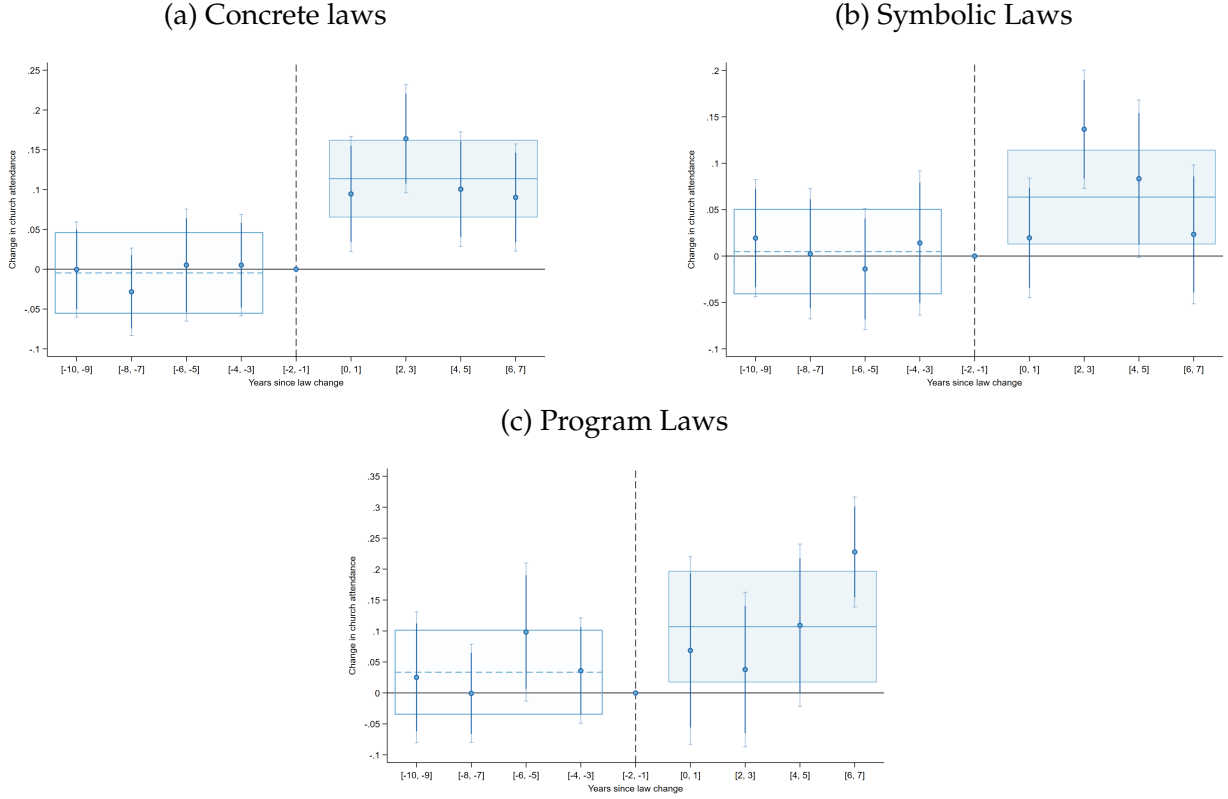 (a) Concrete laws
Change in church attendance
.25
.2
.15
.1
.05
0
-.05
-.1
[-10, -9] [-8, -7] [-6, -5] [-4, -3] [-2, -1] [0, 1] [2, 3] [4, 5] [6, 7]
Years since law change
(b) Symbolic Laws
Change in church attendance
.2
.15
.1
.05
0
-.05
-.1
[-10, -9] [-8, -7] [-6, -5] [-4, -3] [-2, -1] [0, 1] [2, 3] [4, 5] [6, 7]
Years since law change
(c) Program Laws
Change in church attendance
.35
.3
.25
.2
.15
.1
.05
0
-.05
-.1
[-10, -9] [-8, -7] [-6, -5] [-4, -3] [-2, -1] [0, 1] [2, 3] [4, 5] [6, 7]
Years since law change